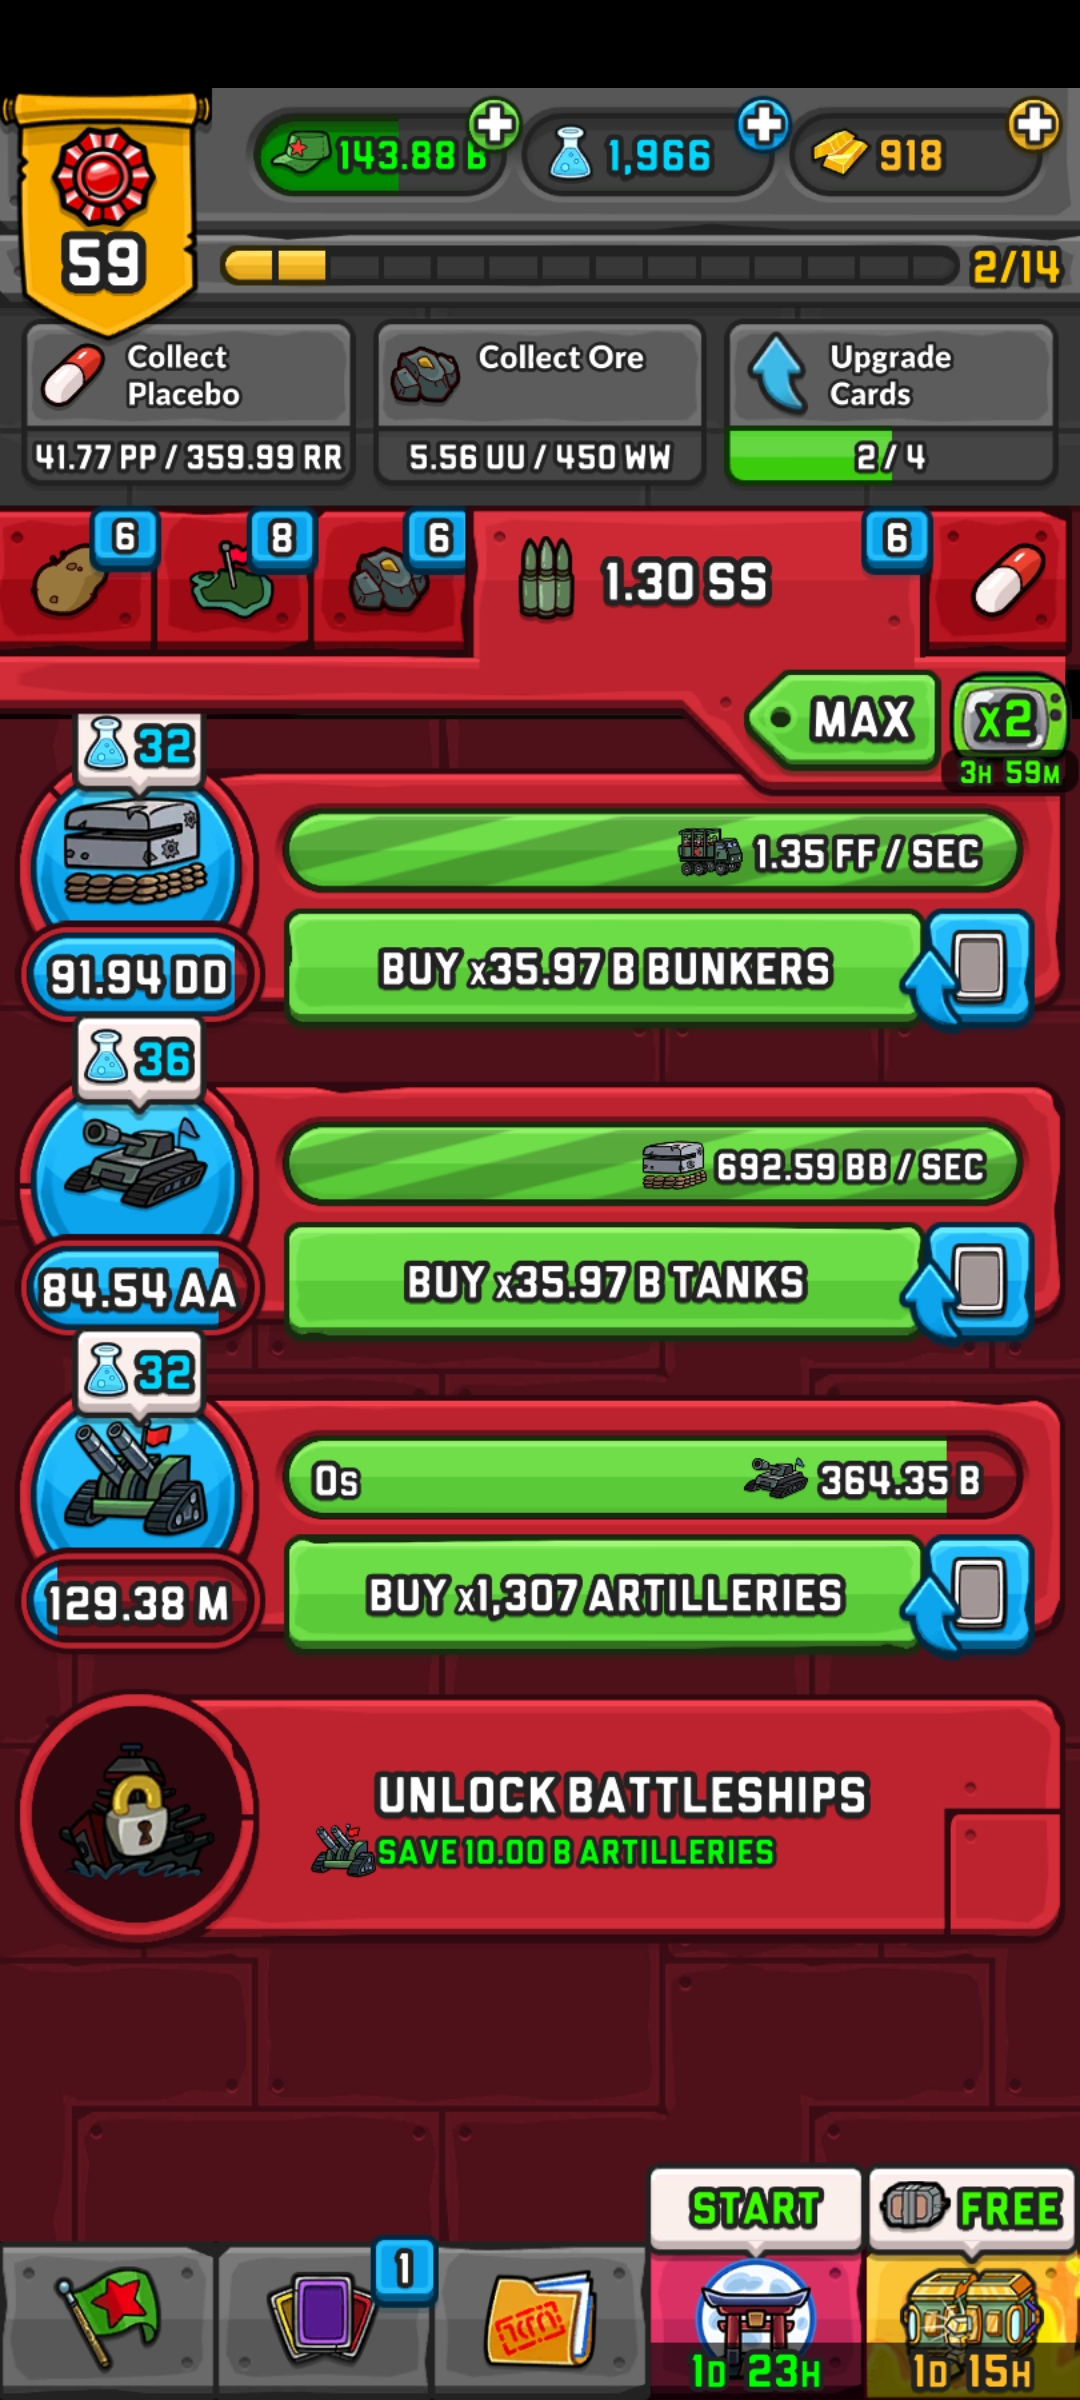 143.88 B
1,966
918
59
2/14
Collect
Placebo
41.77 PP / 359.99 RR
Collect Ore
5.56 UU / 450 WW
Upgrade
Cards
2 / 4
6
8
6
1.30 SS
6
MAX
x2
3H 59M
32
1.35 FF / SEC
91.94 DD
BUY x35.97 B BUNKERS
36
692.59 BB / SEC
84.54 AA
BUY x35.97 B TANKS
32
0s
364.35 B
129.38 M
BUY x1,307 ARTILLERIES
UNLOCK BATTLESHIPS
SAVE 10.00 B ARTILLERIES
START
FREE
1
1D 23H
1D 15H